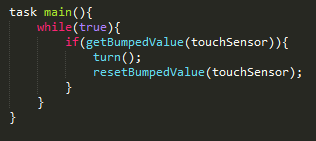 task main(){
    while(true){
        if(getBumpedValue(touchSensor)){
            turn();
            resetBumpedValue(touchSensor);
        }
    }
}